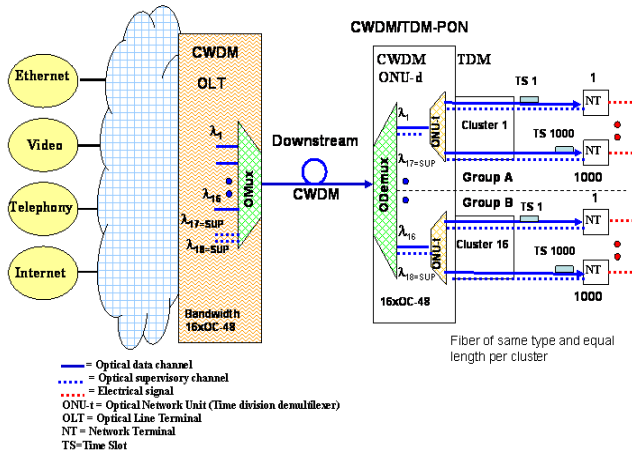 CWDM/TDM-PON
CWDM
OLT
Ethernet
Video
Telephony
Internet
λ1
λ16
λ17=SUP
λ18=SUP
OMux
Bandwidth
16xOC-48
Downstream
CWDM
CWDM
ONU-d
TDM
ODemux
λ1
λ17=SUP
λ16
λ18=SUP
16xOC-48
ONU-t
Cluster 1
TS 1
1
NT
TS 1000
NT
1000
Group A
Group B
ONU-t
Cluster 16
TS 1
1
NT
TS 1000
NT
1000
Fiber of same type and equal
length per cluster
= Optical data channel
= Optical supervisory channel
= Electrical signal
ONU-t = Optical Network Unit (Time division demultilexer)
OLT = Optical Line Terminal
NT = Network Terminal
TS=Time Slot